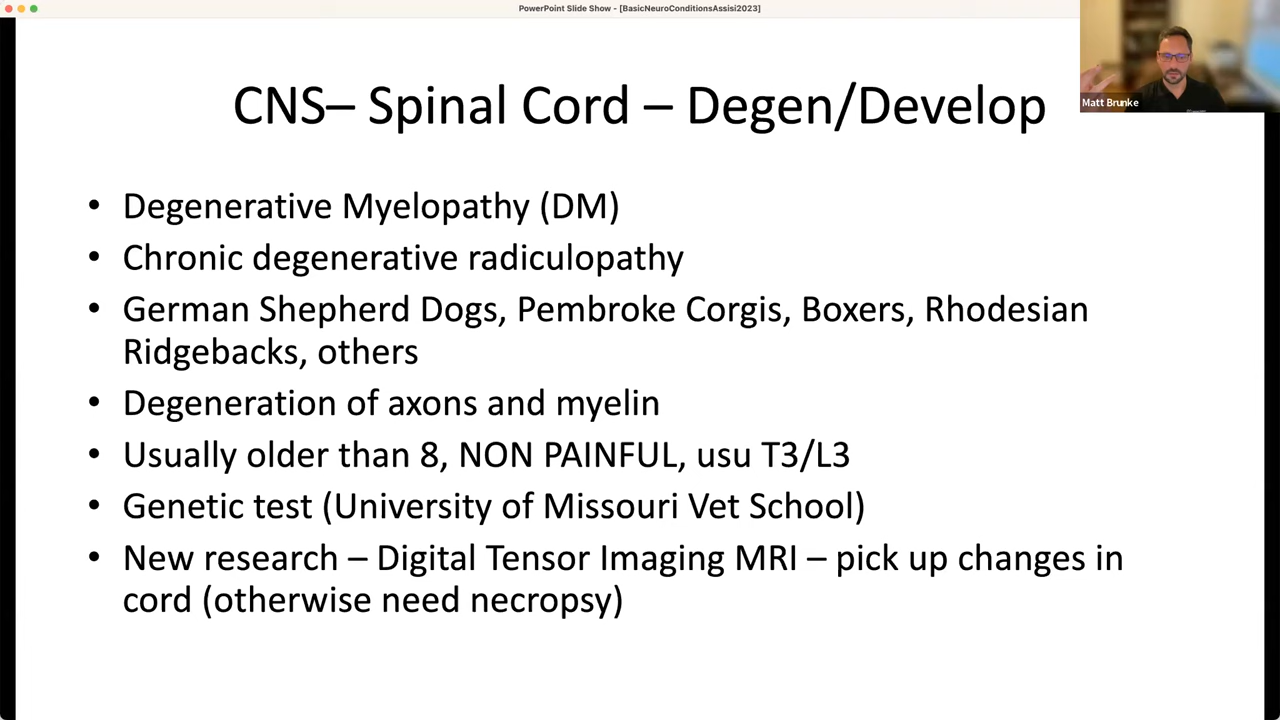 PowerPoint Slide Show - [BasicNeuroConditionsAssisi2023]
Matt Brunke
CNS– Spinal Cord – Degen/Develop
• Degenerative Myelopathy (DM)
• Chronic degenerative radiculopathy
• German Shepherd Dogs, Pembroke Corgis, Boxers, Rhodesian
Ridgebacks, others
• Degeneration of axons and myelin
• Usually older than 8, NON PAINFUL, usu T3/L3
• Genetic test (University of Missouri Vet School)
• New research – Digital Tensor Imaging MRI – pick up changes in
cord (otherwise need necropsy)